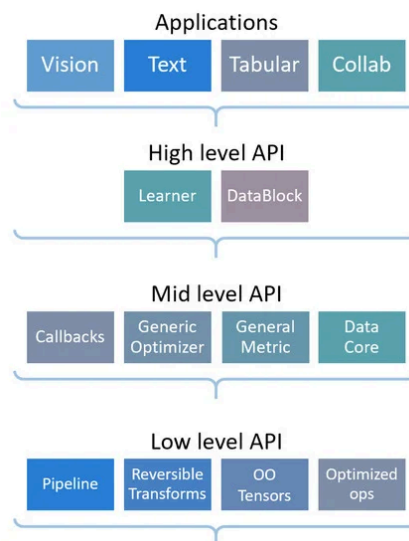 Applications
Vision
Text
Tabular
Collab
High level API
Learner
DataBlock
Mid level API
Callbacks
Generic
Optimizer
General
Metric
Data
Core
Low level API
Pipeline
Reversible
Transforms
OO
Tensors
Optimized
ops